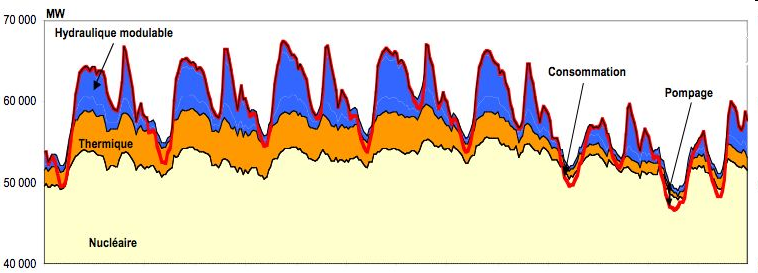 MW
70 000
Hydraulique modulable
Consommation
Pompage
60 000
Thermique
50 000
Nucléaire
40 000